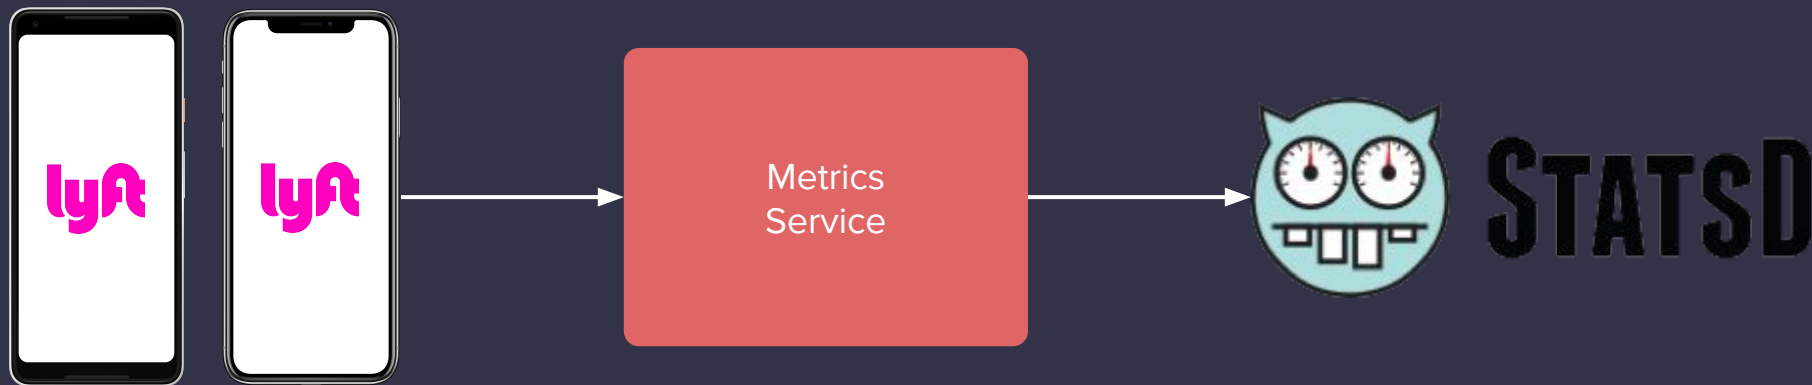 lyft
lyft
Metrics
Service
STATSD